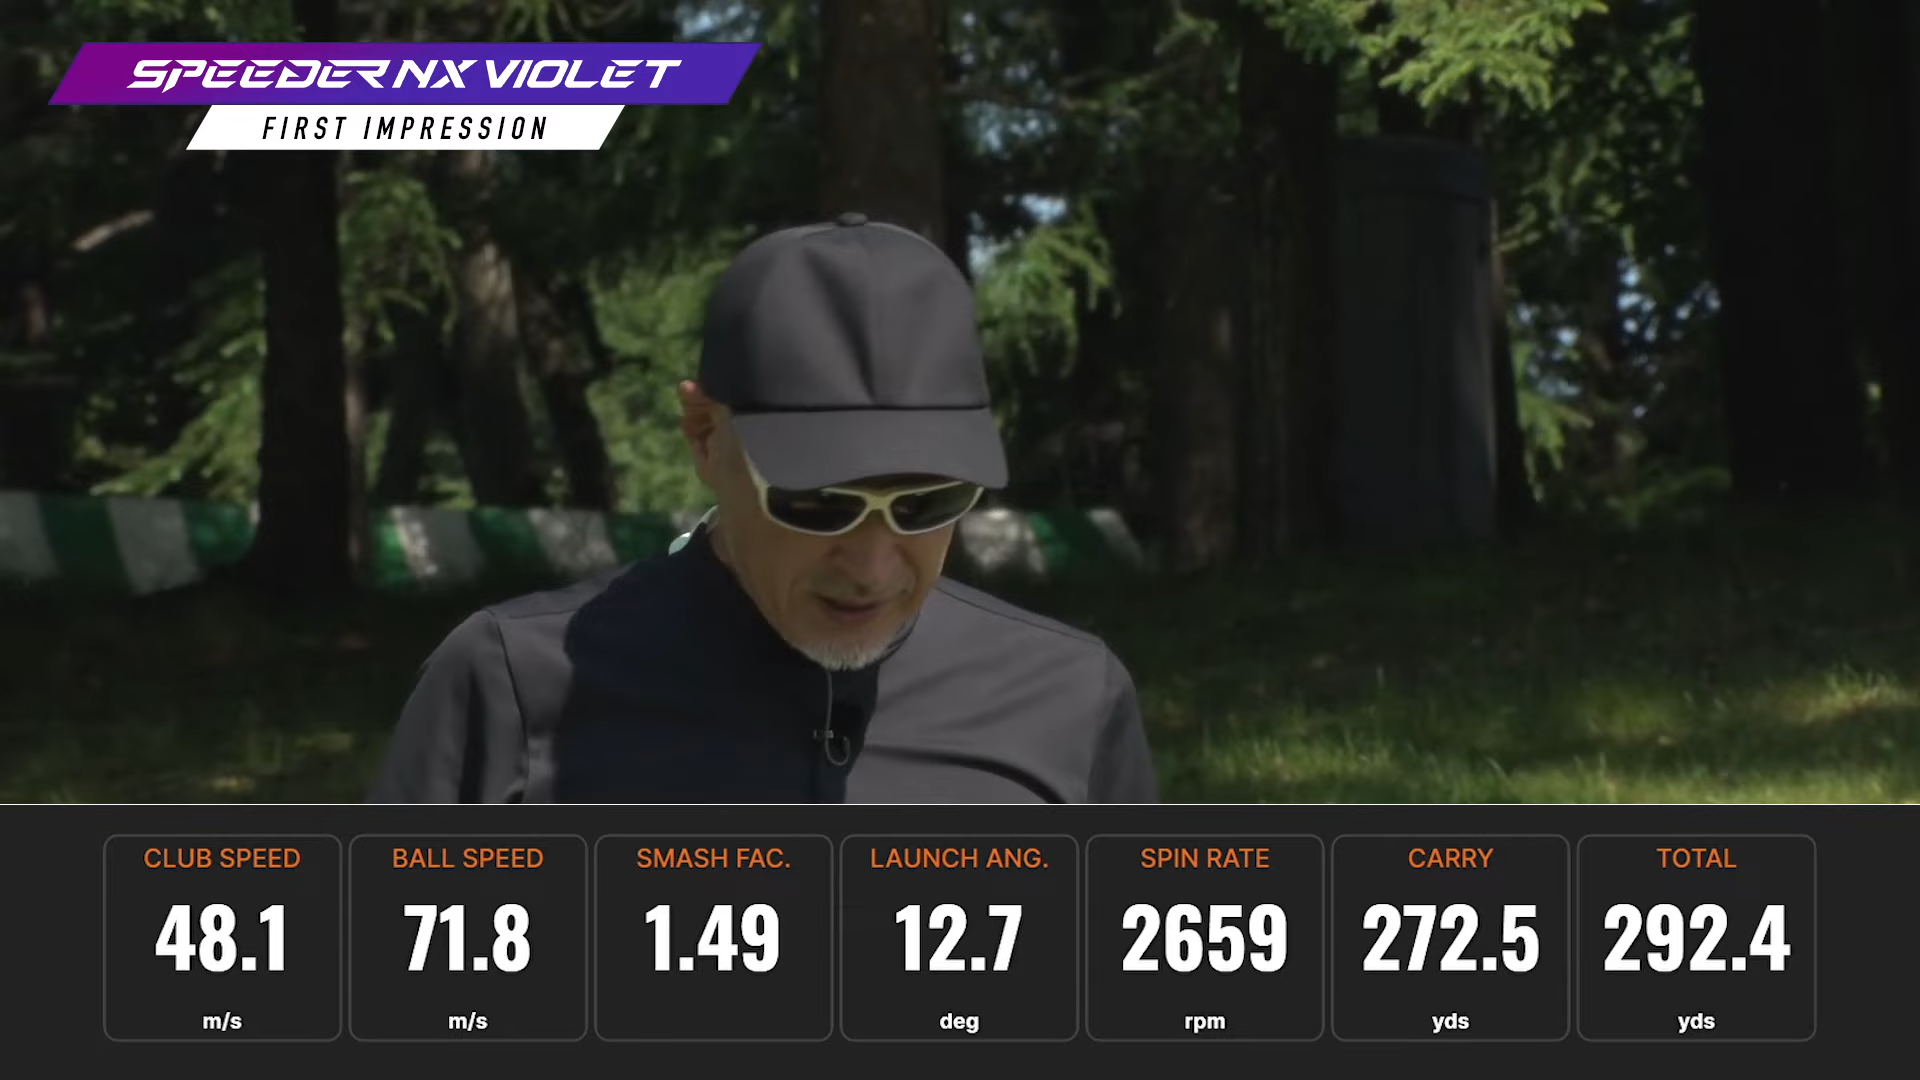 SPEEDER NX VIOLET
FIRST IMPRESSION
CLUB SPEED
48.1
m/s
BALL SPEED
71.8
m/s
SMASH FAC.
1.49
LAUNCH ANG.
12.7
deg
SPIN RATE
2659
rpm
CARRY
272.5
yds
TOTAL
292.4
yds